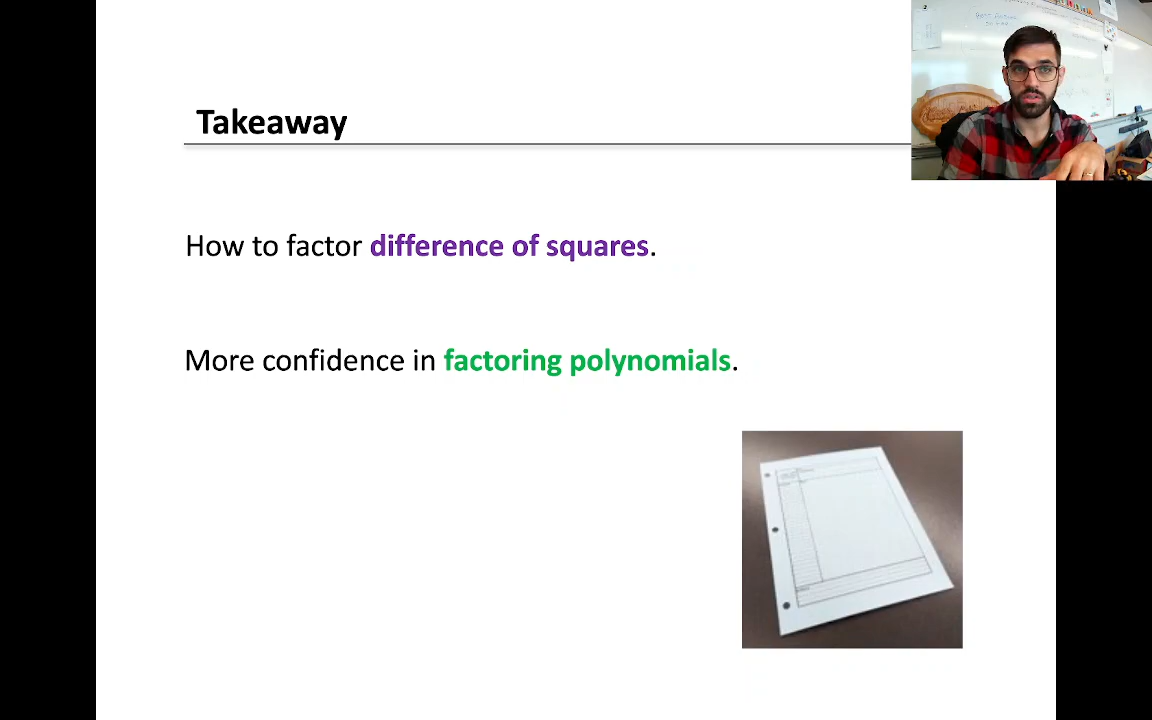 Takeaway
How to factor difference of squares.
More confidence in factoring polynomials.